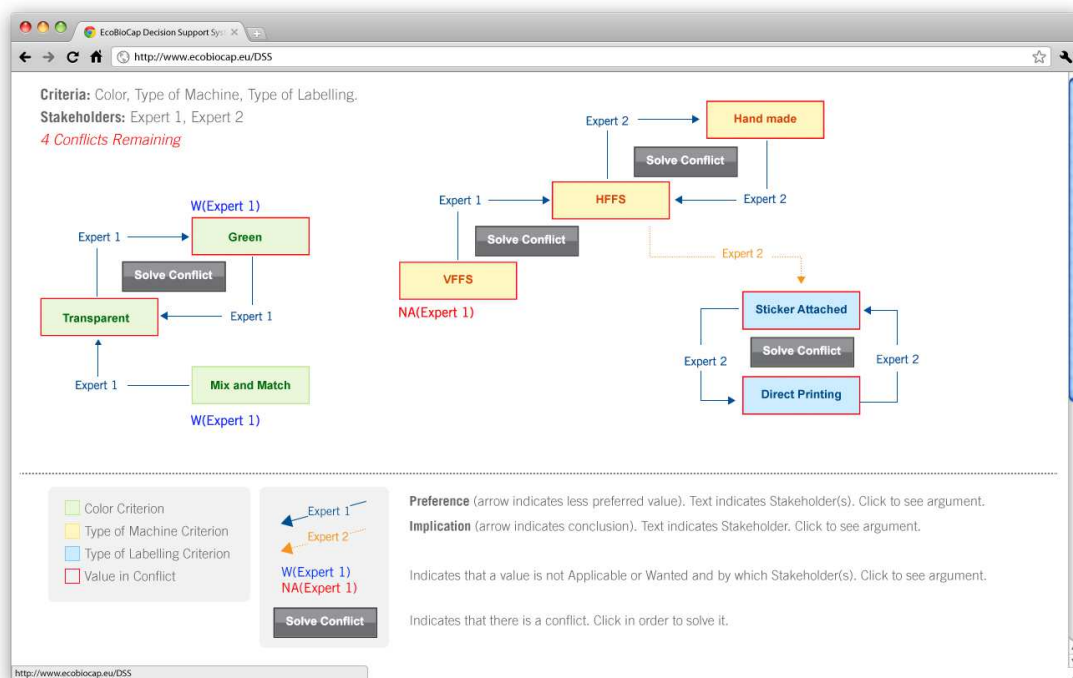 EcoBioCap Decision Support Sys
http://www.ecobiocap.eu/DSS
Criteria: Color, Type of Machine, Type of Labelling.
Stakeholders: Expert 1, Expert 2
4 Conflicts Remaining
Expert 2
Hand made
Solve Conflict
W(Expert 1)
Expert 1
HFFS
Expert 2
Expert 1
Green
Solve Conflict
Expert 2
Solve Conflict
VFFS
NA(Expert 1)
Transparent
Expert 1
Sticker Attached
Solve Conflict
Expert 2
Expert 2
Expert 1
Mix and Match
Direct Printing
W(Expert 1)
Color Criterion
Type of Machine Criterion
Type of Labelling Criterion
Value in Conflict
Expert 1
Expert 2
W(Expert 1)
NA(Expert 1)
Solve Conflict
Preference (arrow indicates less preferred value). Text indicates Stakeholder(s). Click to see argument.
Implication (arrow indicates conclusion). Text indicates Stakeholder. Click to see argument.
Indicates that a value is not Applicable or Wanted and by which Stakeholder(s). Click to see argument.
Indicates that there is a conflict. Click in order to solve it.
http://www.ecobiocap.eu/DSS